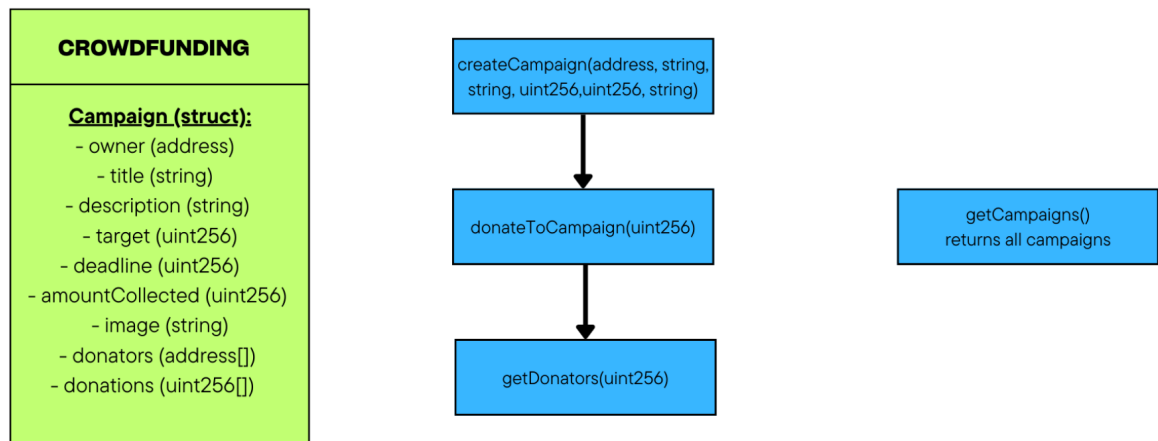 CROWDFUNDING
Campaign (struct):
- owner (address)
- title (string)
- description (string)
- target (uint256)
- deadline (uint256)
- amountCollected (uint256)
- image (string)
- donators (address[])
- donations (uint256[])
createCampaign(address, string,
string, uint256,uint256, string)
donateToCampaign(uint256)
getDonators(uint256)
getCampaigns()
returns all campaigns